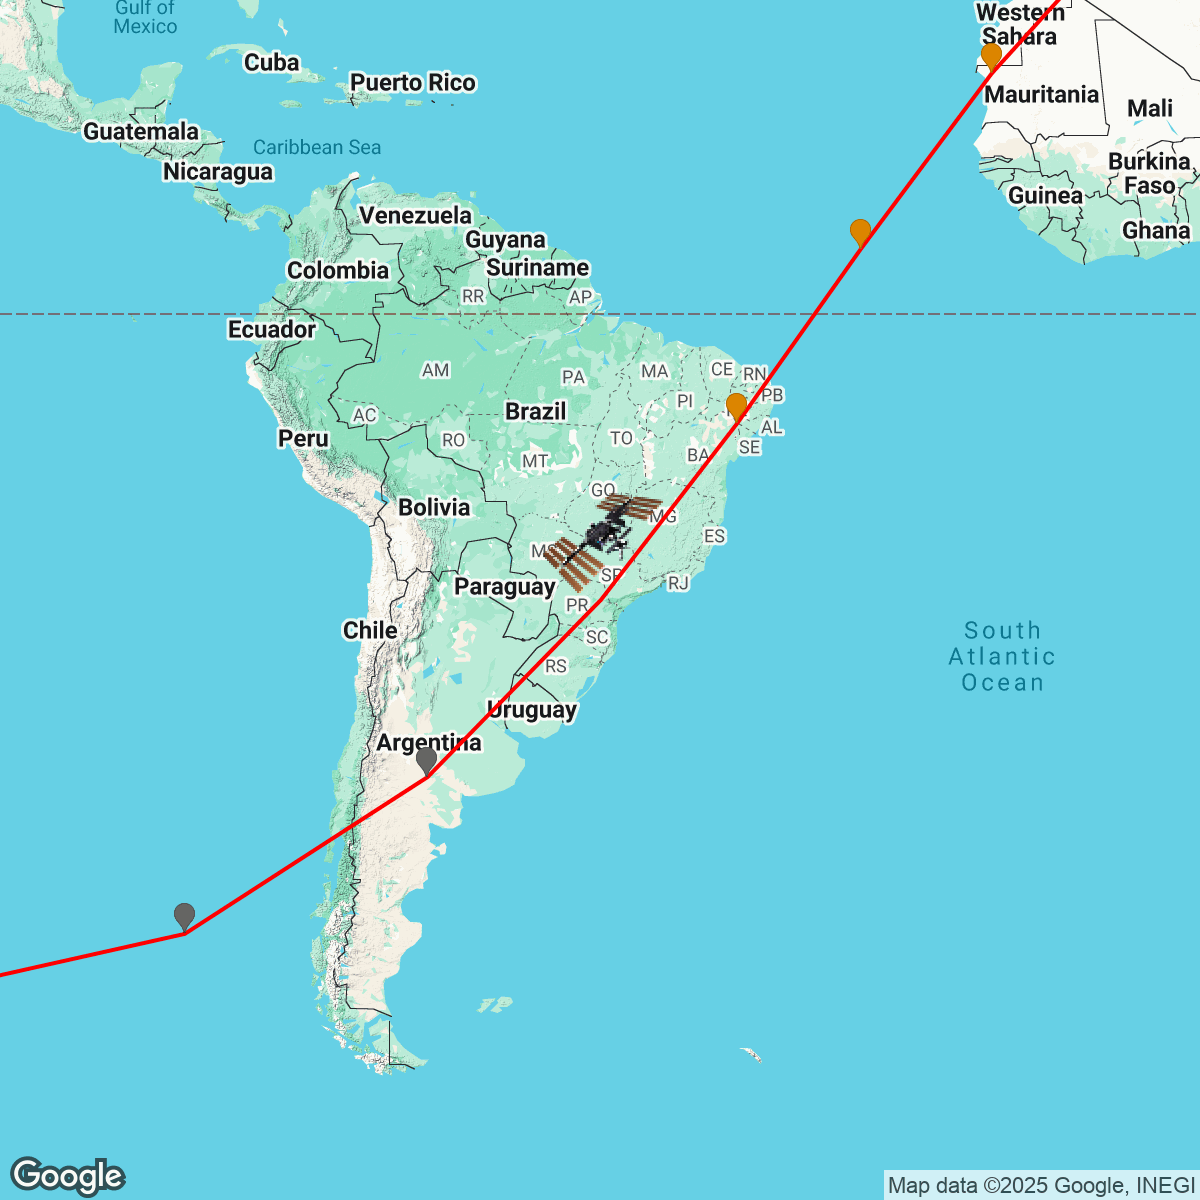 Gulf of
Mexico
Western
Sahara
Cuba
Puerto Rico
Mauritania
Mali
Guatemala
Caribbean Sea
Nicaragua
Burkina
Faso
Guinea
Venezuela
Ghana
Guyana
Colombia
Suriname
RR
AP
Ecuador
AM
PA
MA
CE
RN
PI
PB
AC
Brazil
AL
Peru
RO
TO
SE
MT
BA
GO
Bolivia
MG
ES
Paraguay
SP
RJ
PR
Chile
SC
South
Atlantic
Ocean
RS
Uruguay
Argentina
Google
Map data ©2025 Google, INEGI